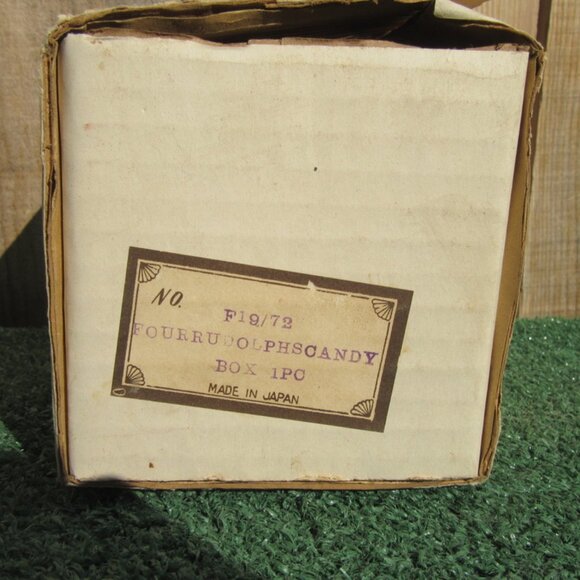 NO.
F19/72
FOURRUDOLPHSCANDY
BOX 1PC
MADE IN JAPAN